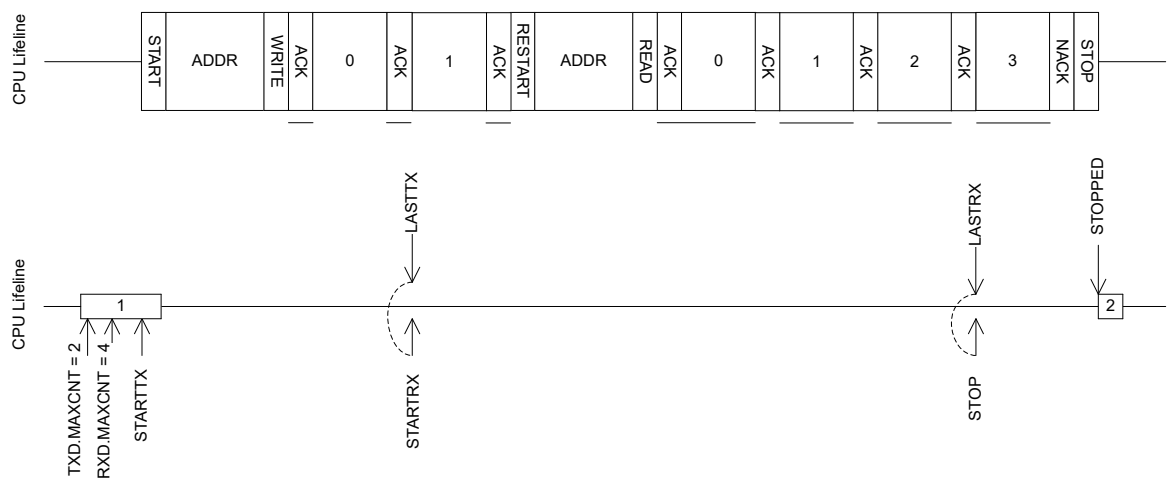 CPU Lifeline
START
ADDR
WRITE
ACK
0
ACK
1
ACK
RESTART
ADDR
READ
ACK
0
ACK
1
ACK
2
ACK
3
NACK
STOP
CPU Lifeline
LASTTX
LASTRX
STOPPED
1
2
TXD.MAXCNT = 2
RXD.MAXCNT = 4
STARTTX
STARTRX
STOP